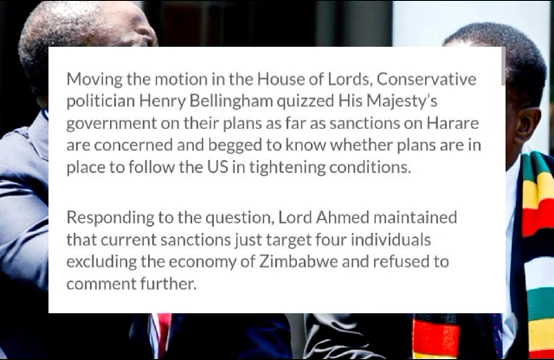 Moving the motion in the House of Lords, Conservative
politician Henry Bellingham quizzed His Majesty's
government on their plans as far as sanctions on Harare
are concerned and begged to know whether plans are in
place to follow the US in tightening conditions.
Responding to the question, Lord Ahmed maintained
that current sanctions just target four individuals
excluding the economy of Zimbabwe and refused to
comment further.